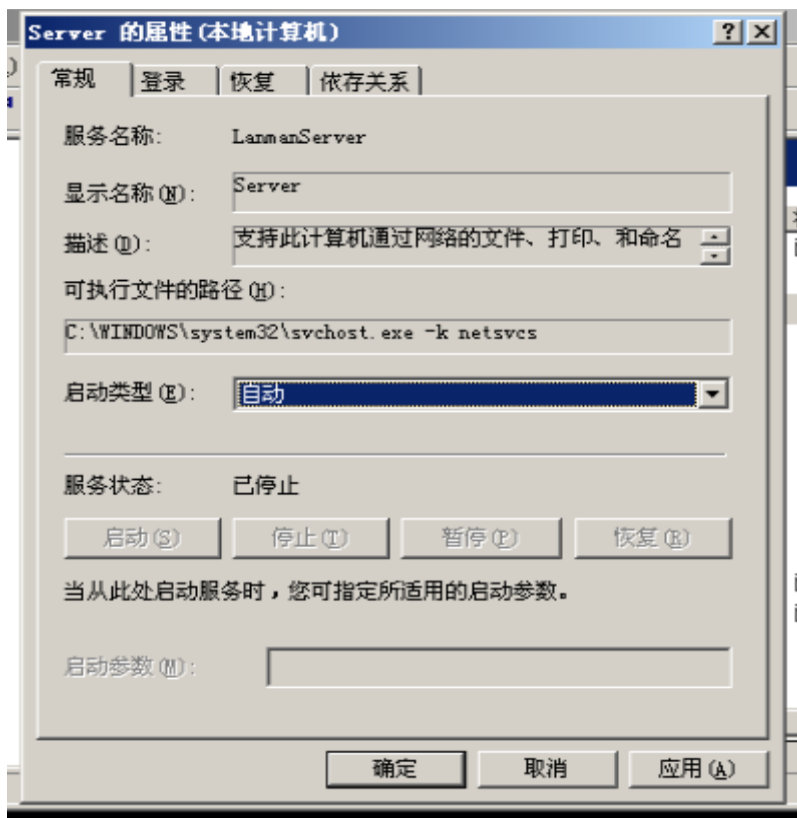 Server 的属性(本地计算机)
常规 登录 恢复 依存关系
服务名称: LanmanServer
显示名称(N): Server
描述(D): 支持此计算机通过网络的文件、打印、和命名
可执行文件的路径(H):
C:\WINDOWS\system32\svchost.exe -k netsvcs
启动类型(E): 自动
服务状态: 已停止
启动(S) 停止(T) 暂停(P) 恢复(R)
当从此处启动服务时，您可指定所适用的启动参数。
启动参数(M):
确定 取消 应用(A)